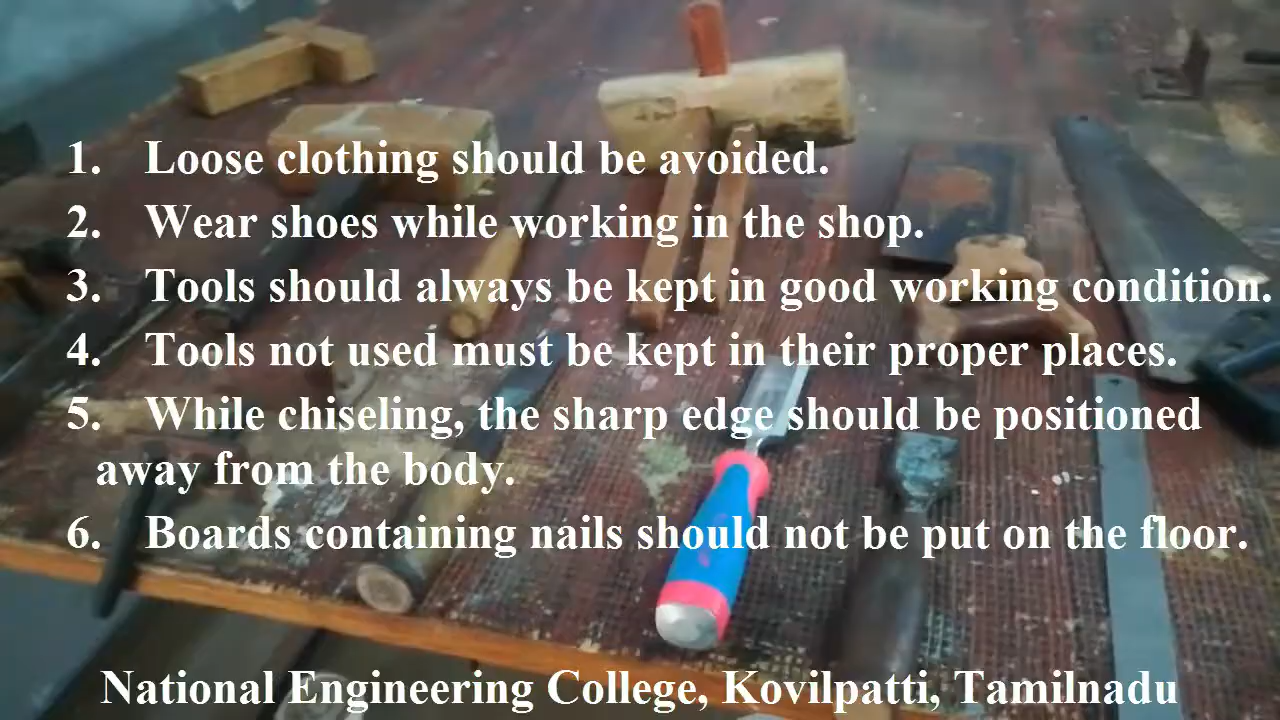 1. Loose clothing should be avoided.
2. Wear shoes while working in the shop.
3. Tools should always be kept in good working condition.
4. Tools not used must be kept in their proper places.
5. While chiseling, the sharp edge should be positioned
away from the body.
6. Boards containing nails should not be put on the floor.
National Engineering College, Kovilpatti, Tamilnadu